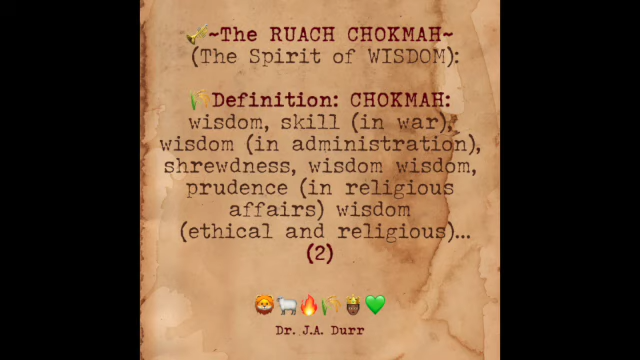 🎺~The RUACH CHOKMAH~
(The Spirit of WISDOM):
🌾Definition: CHOKMAH:
wisdom, skill (in war),
wisdom (in administration),
shrewdness, wisdom wisdom,
prudence (in religious
affairs) wisdom
(ethical and religious)...
(2)
🦁🐑🔥🌾🤴🏾💚
Dr. J.A. Durr